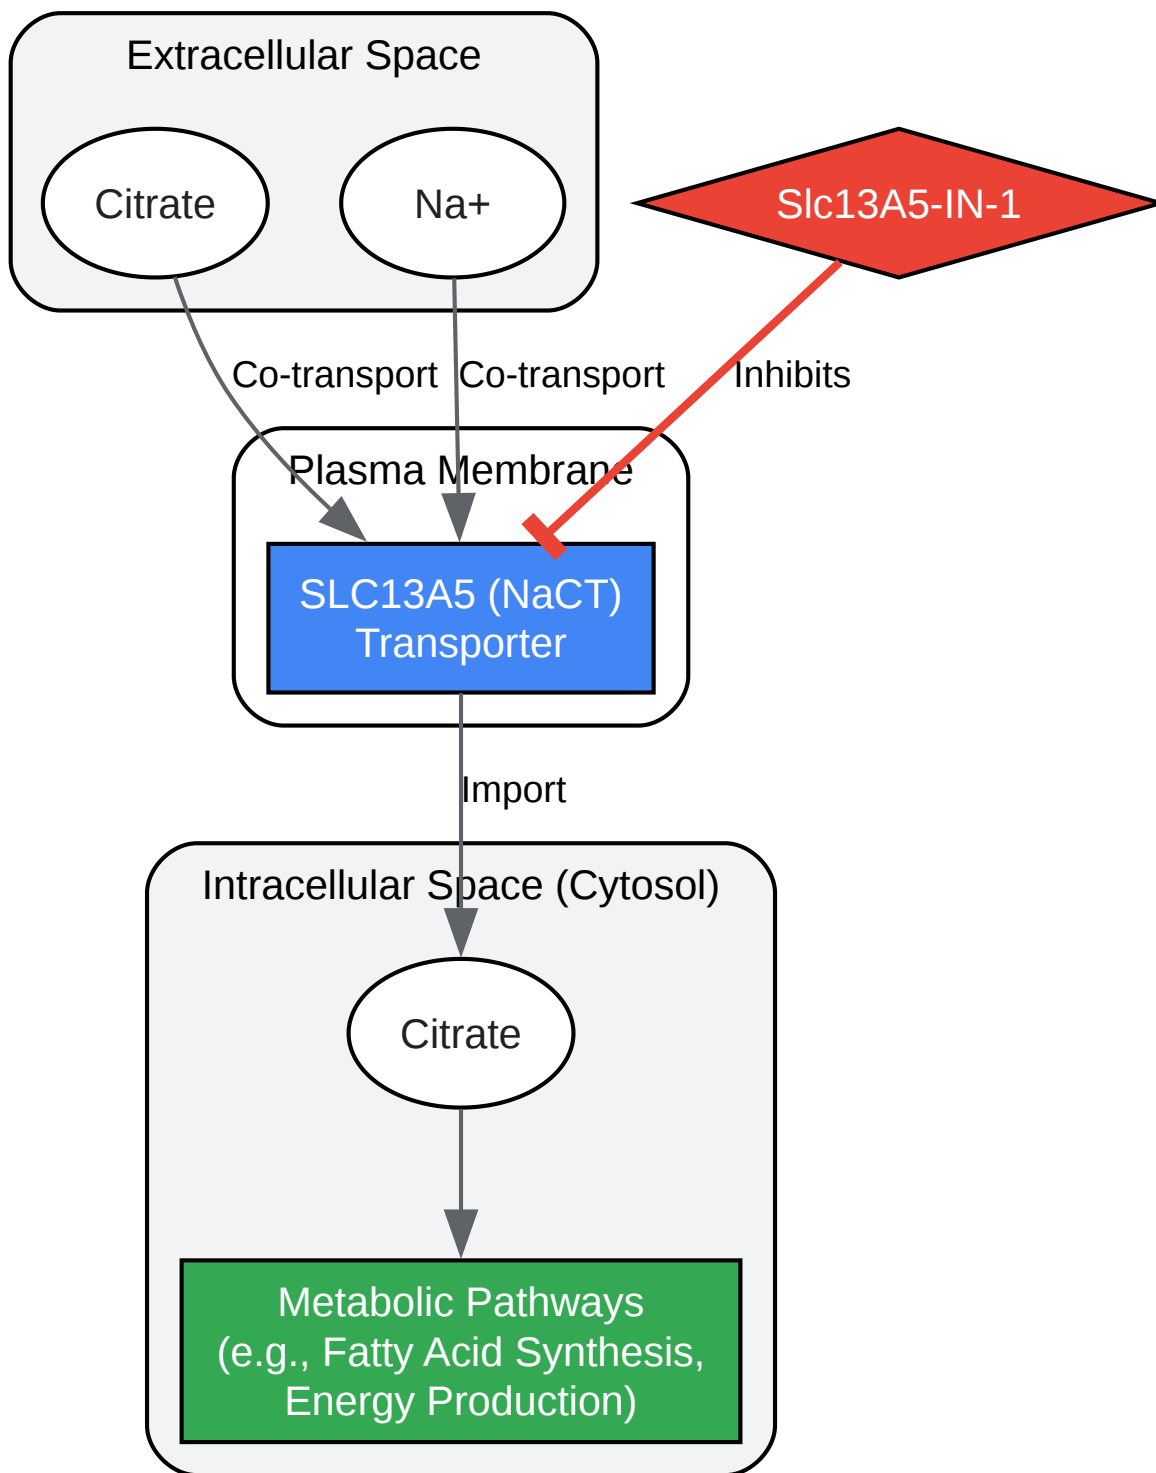 Extracellular Space
Citrate
Na+
Slc13A5-IN-1
Co-transport
Co-transport
Inhibits
Plasma Membrane
SLC13A5 (NaCT)
Transporter
Import
Intracellular Space (Cytosol)
Citrate
Metabolic Pathways
(e.g., Fatty Acid Synthesis,
Energy Production)